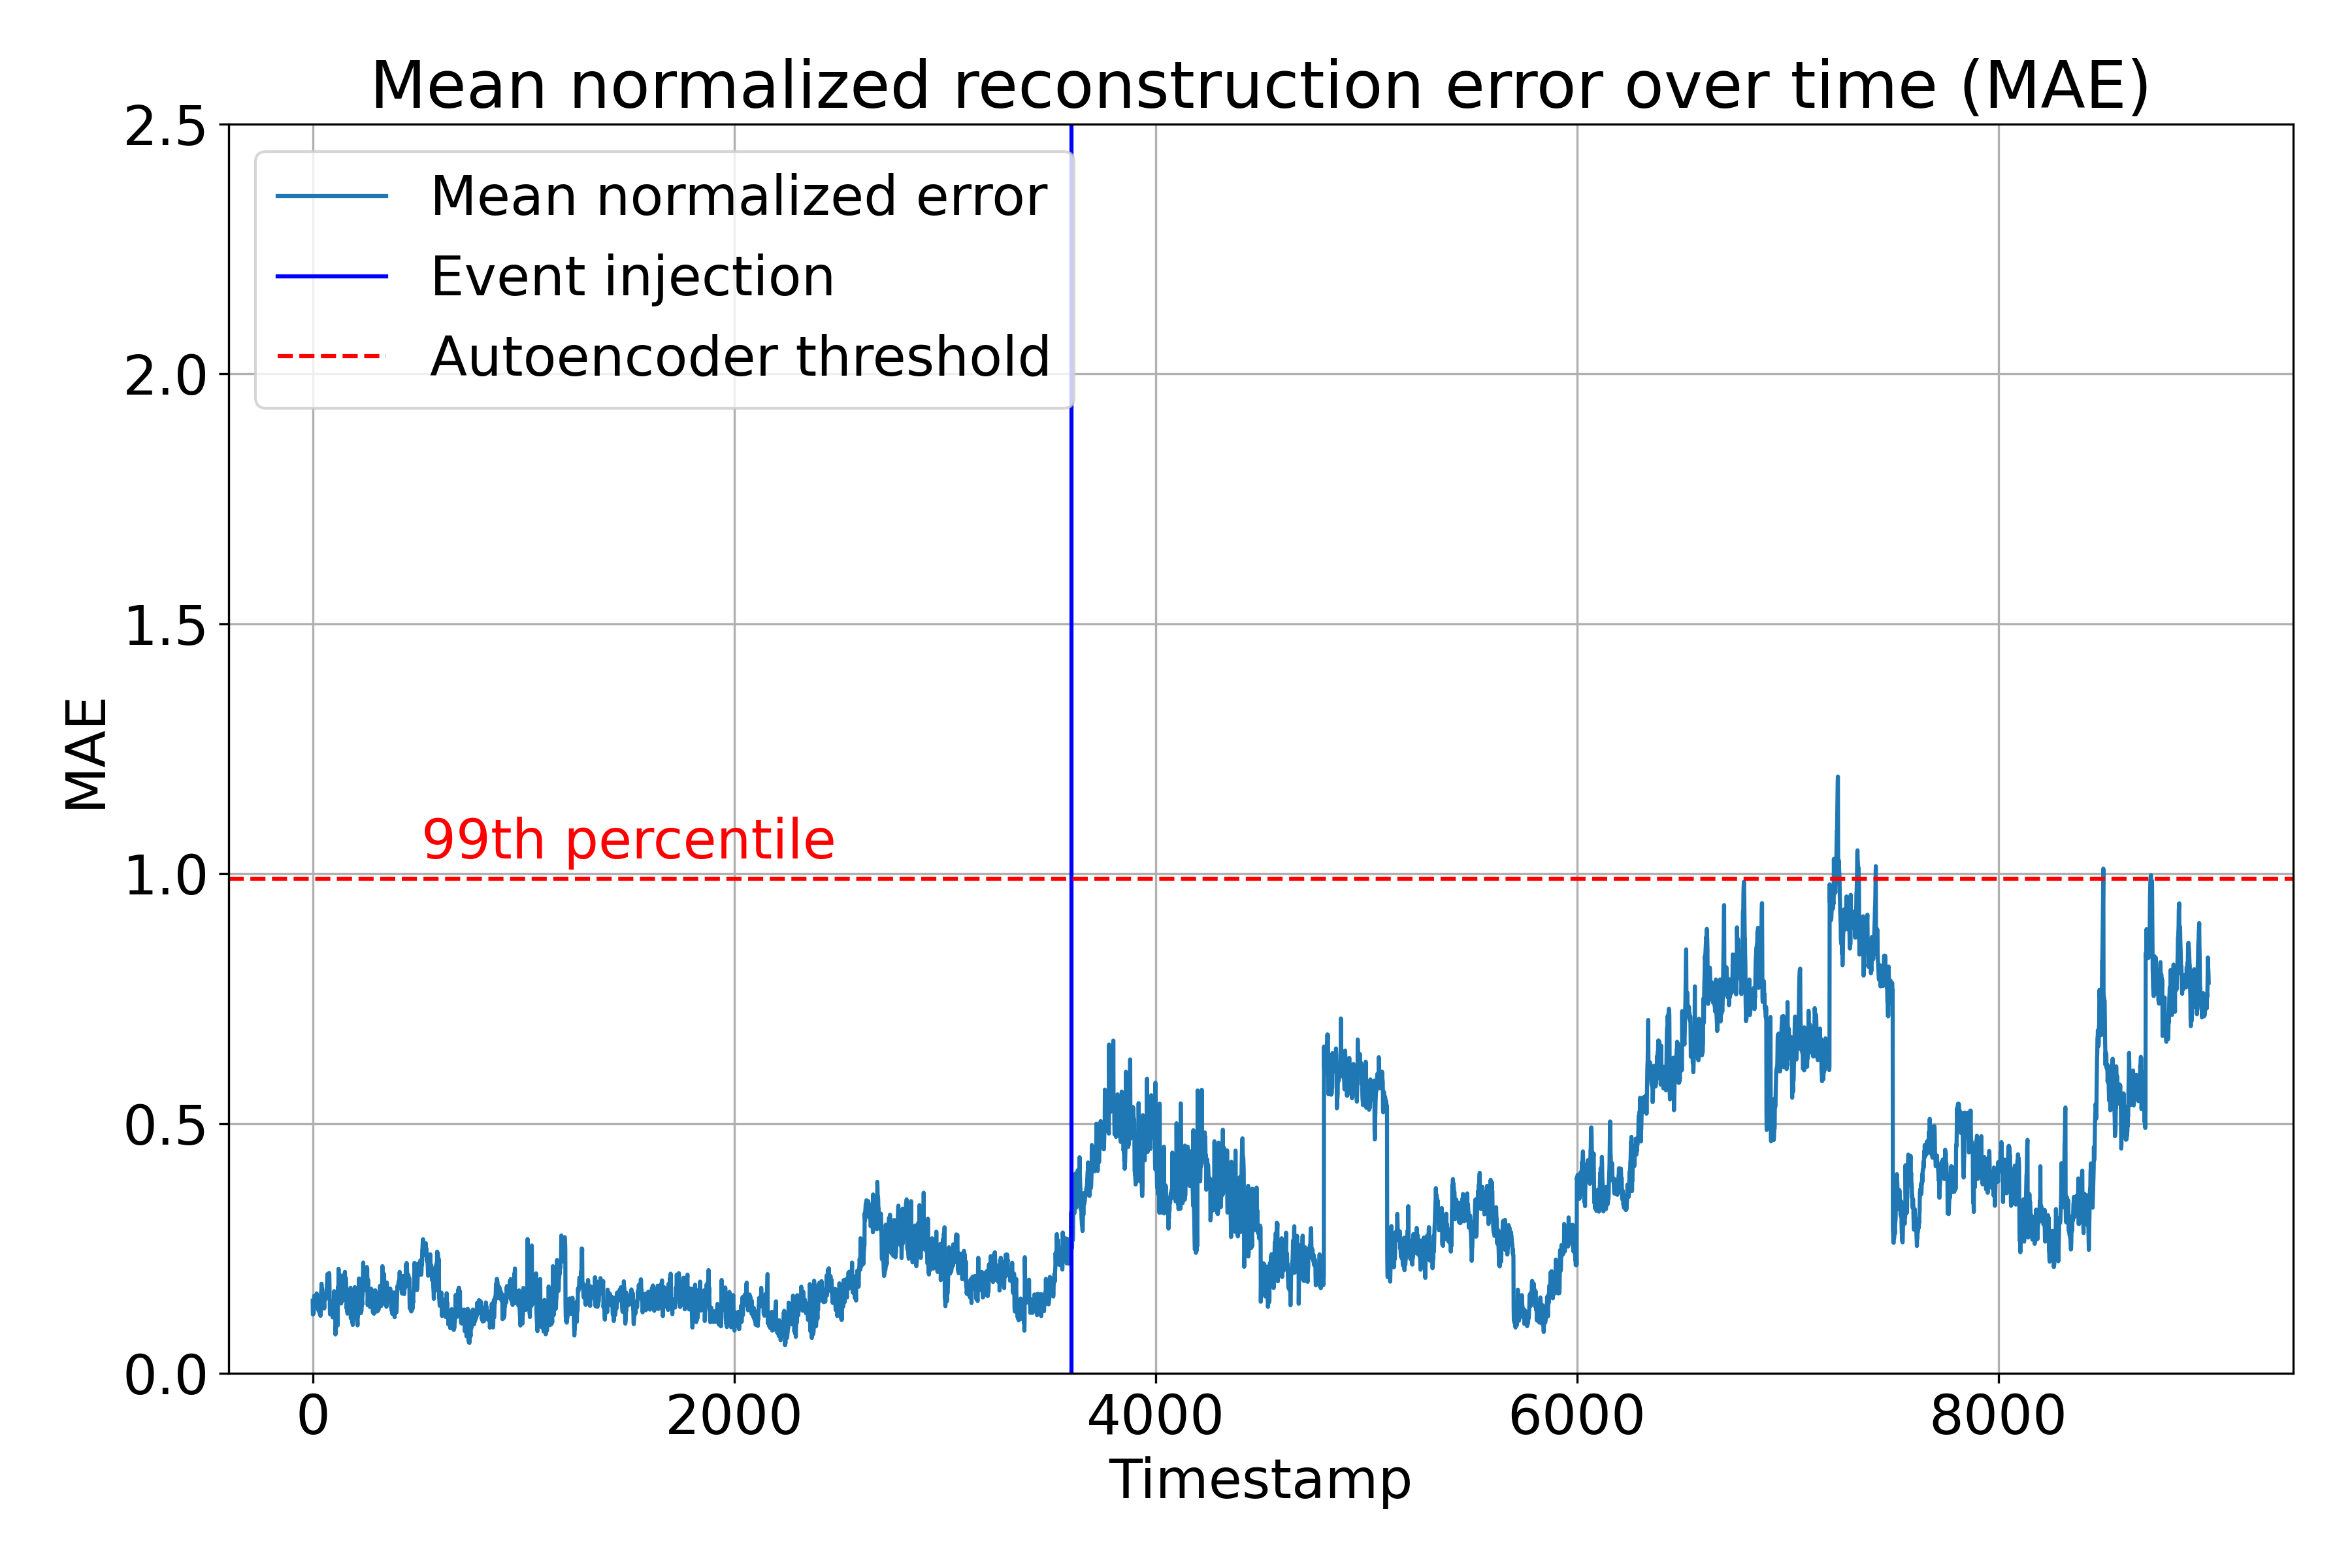 Mean normalized reconstruction error over time (MAE)
2.5
2.0
1.5
1.0
0.5
0.0
MAE
Mean normalized error
Event injection
Autoencoder threshold
99th percentile
0 2000 4000 6000 8000
Timestamp